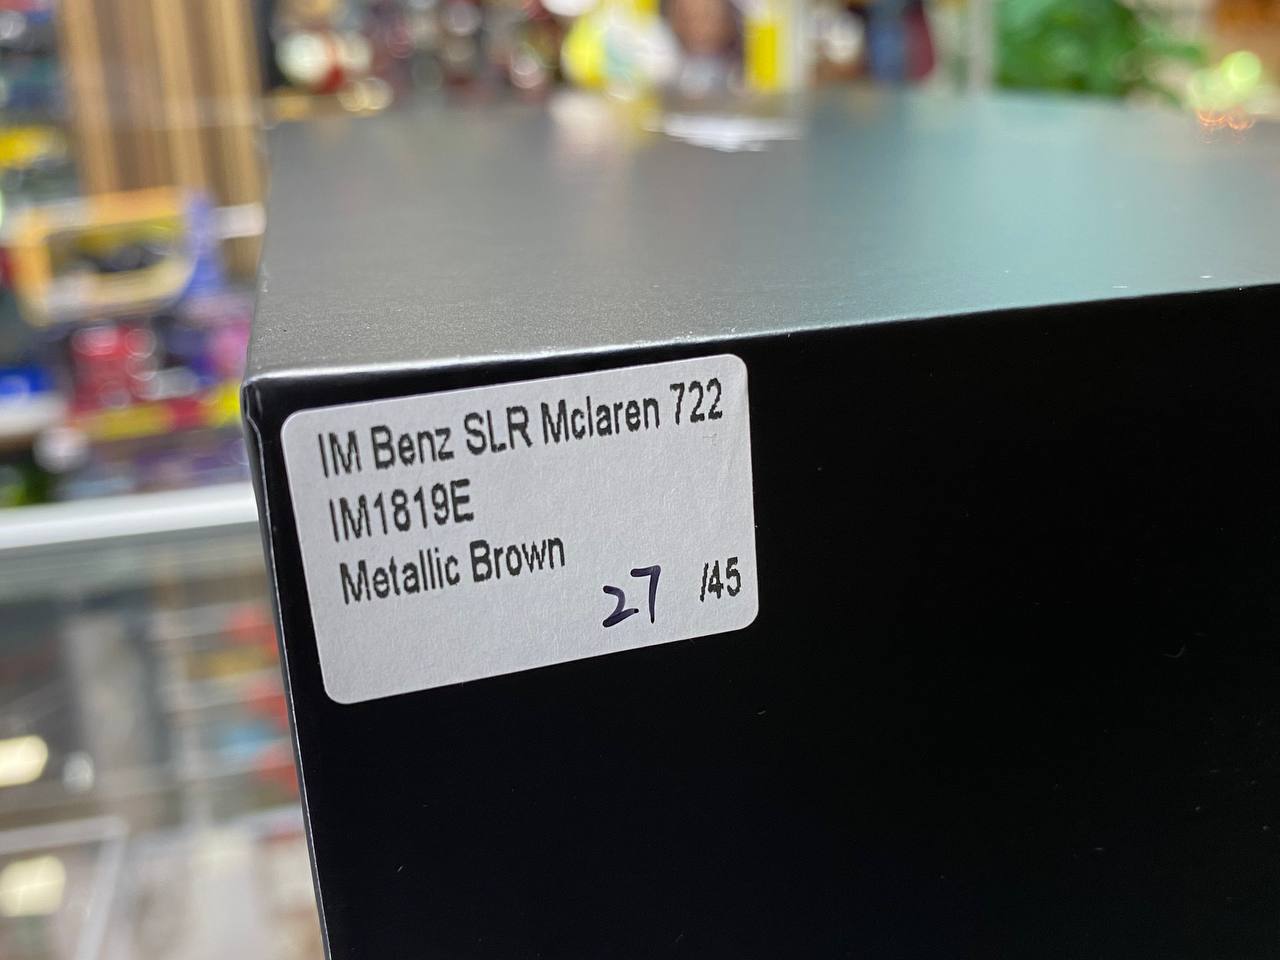 IM Benz SLR Mclaren 722
IM1819E
Metallic Brown
27 /45